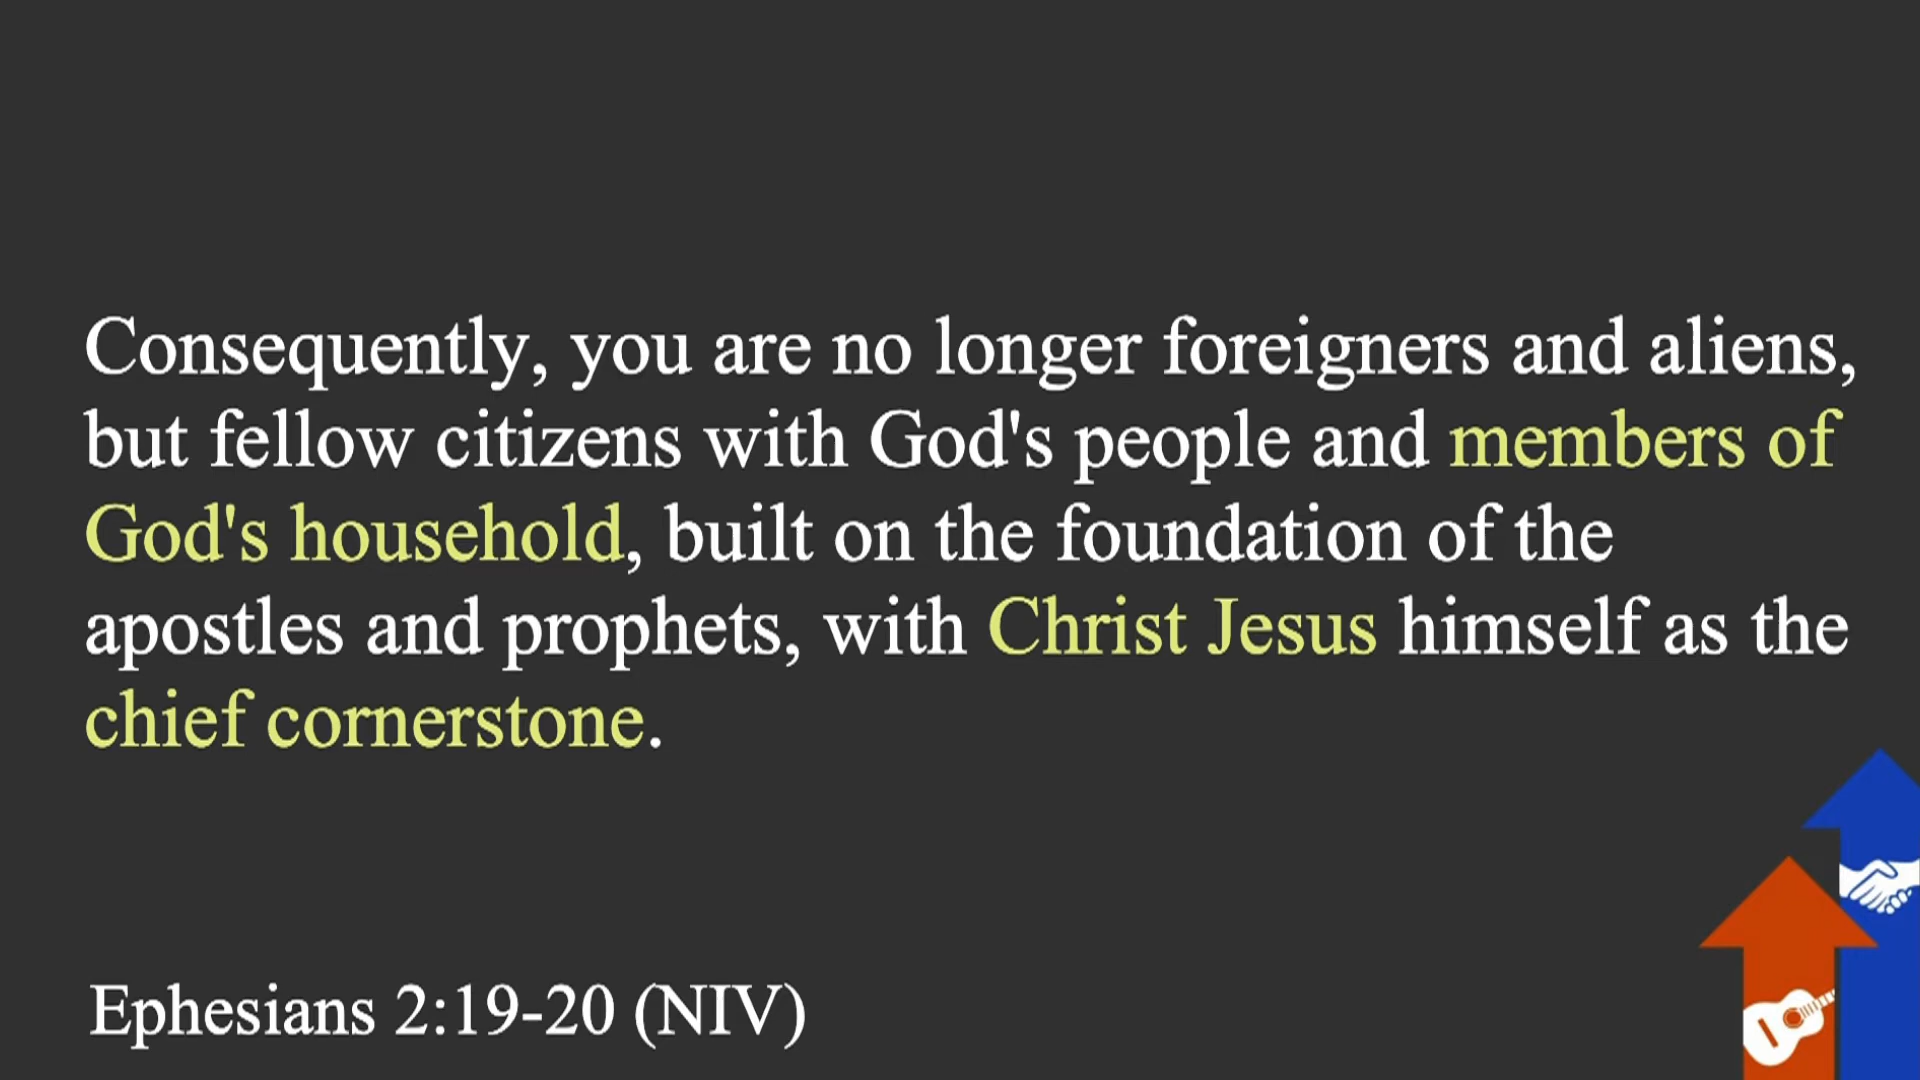 Consequently, you are no longer foreigners and aliens,
but fellow citizens with God's people and members of
God's household, built on the foundation of the
apostles and prophets, with Christ Jesus himself as the
chief cornerstone.
Ephesians 2:19-20 (NIV)